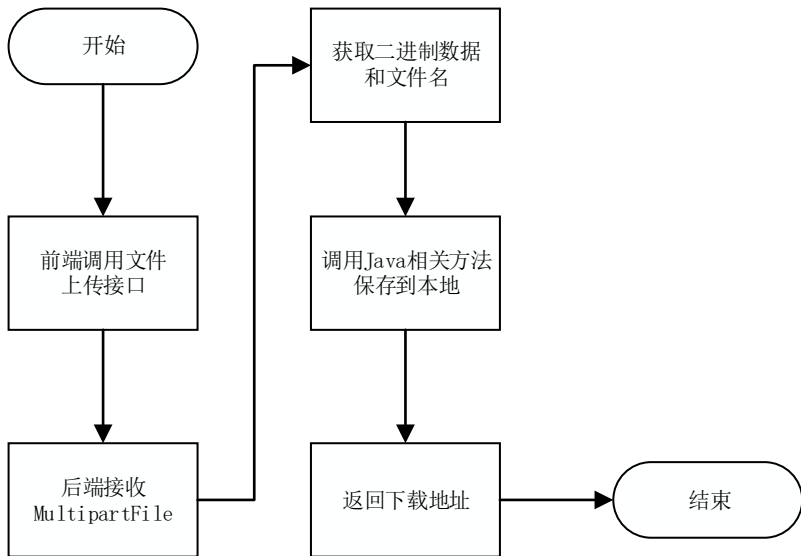 开始
前端调用文件
上传接口
后端接收
MultipartFile
获取二进制数据
和文件名
调用Java相关方法
保存到本地
返回下载地址
结束